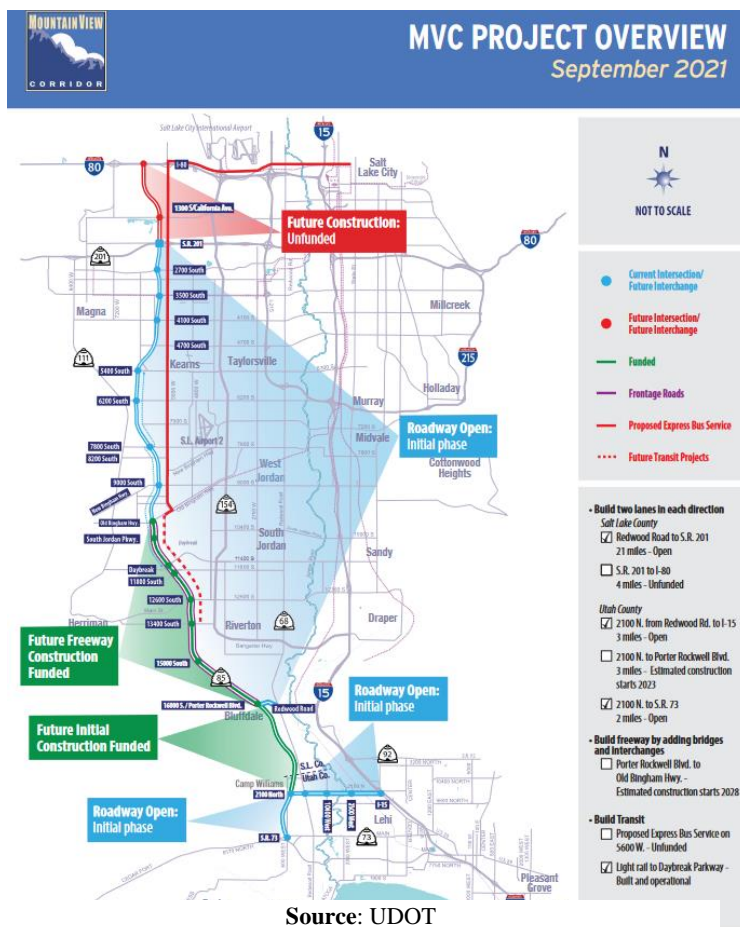 MOUNTAIN VIEW
CORRIDOR
MVC PROJECT OVERVIEW
September 2021
Salt Lake City International Airport
15
80
I-80
Salt
Lake City
1300 S/California Ave.
Future Construction:
Unfunded
S.R. 201
201
80
2700 South
3500 South
Magna
4100 South
Millcreek
4700 South
111
Kearns
Taylorsville
215
5400 South
Holladay
6200 South
Murray
Roadway Open:
Initial phase
Midvale
7800 South
S.L. Airport 2
8200 South
Cottonwood
Heights
West
Jordan
9000 South
New Bingham Hwy.
154
Old Bingham Hwy.
South Jordan Pkwy.
South
Jordan
Sandy
Daybreak
11800 South
12600 South
Herriman
Riverton
68
Draper
13400 South
Bangerter Hwy.
Future Freeway
Construction
Funded
15000 South
85
15
Roadway Open:
Initial phase
16000 S. / Porter Rockwell Blvd.
Redwood Road
Bluffdale
Future Initial
Construction Funded
92
S.L. Co.
Utah Co.
Camp Williams
2100 North
I-15
Roadway Open:
Initial phase
Lehi
S.R. 73
73
Pleasant
Grove
N
NOT TO SCALE
Current Intersection/
Future Interchange
Future Intersection/
Future Interchange
Funded
Frontage Roads
Proposed Express Bus Service
Future Transit Projects
• Build two lanes in each direction
Salt Lake County
Redwood Road to S.R. 201
21 miles - Open
S.R. 201 to I-80
4 miles - Unfunded
Utah County
2100 N. from Redwood Rd. to I-15
3 miles - Open
2100 N. to Porter Rockwell Blvd.
3 miles - Estimated construction
starts 2023
2100 N. to S.R. 73
2 miles - Open
• Build freeway by adding bridges
and interchanges
Porter Rockwell Blvd. to
Old Bingham Hwy. -
Estimated construction starts 2028
• Build Transit
Proposed Express Bus Service on
5600 W. - Unfunded
Light rail to Daybreak Parkway -
Built and operational
Source: UDOT